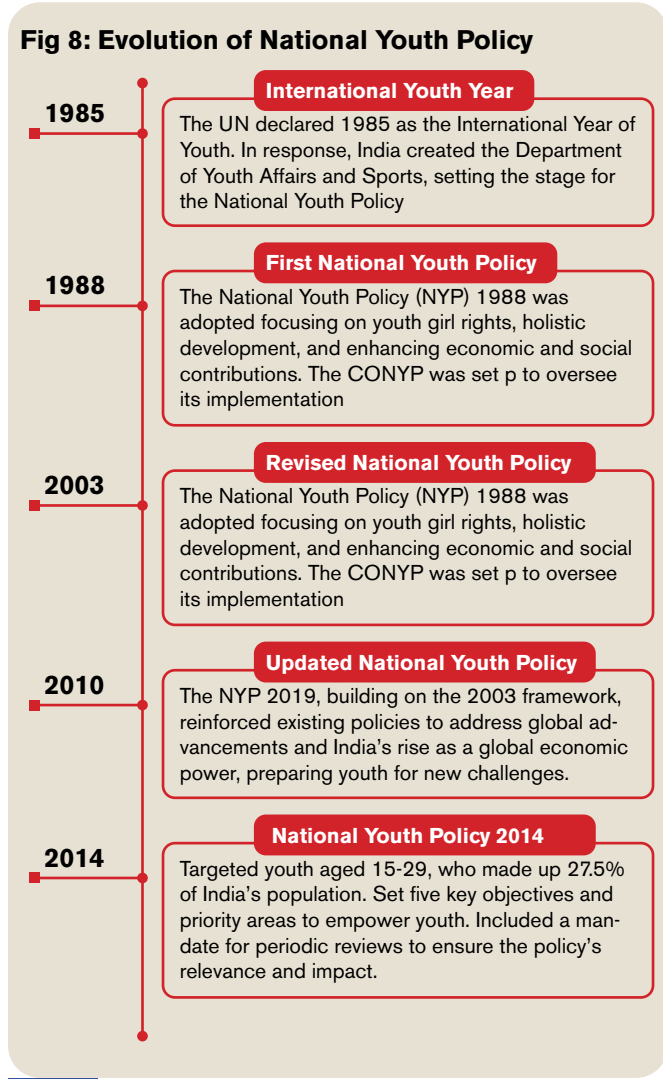 Fig 8: Evolution of National Youth Policy
1985
International Youth Year
The UN declared 1985 as the International Year of
Youth. In response, India created the Department
of Youth Affairs and Sports, setting the stage for
the National Youth Policy
1988
First National Youth Policy
The National Youth Policy (NYP) 1988 was
adopted focusing on youth girl rights, holistic
development, and enhancing economic and social
contributions. The CONYP was set p to oversee
its implementation
2003
Revised National Youth Policy
The National Youth Policy (NYP) 1988 was
adopted focusing on youth girl rights, holistic
development, and enhancing economic and social
contributions. The CONYP was set p to oversee
its implementation
2010
Updated National Youth Policy
The NYP 2019, building on the 2003 framework,
reinforced existing policies to address global ad-
vancements and India’s rise as a global economic
power, preparing youth for new challenges.
2014
National Youth Policy 2014
Targeted youth aged 15-29, who made up 27.5%
of India’s population. Set five key objectives and
priority areas to empower youth. Included a man-
date for periodic reviews to ensure the policy’s
relevance and impact.